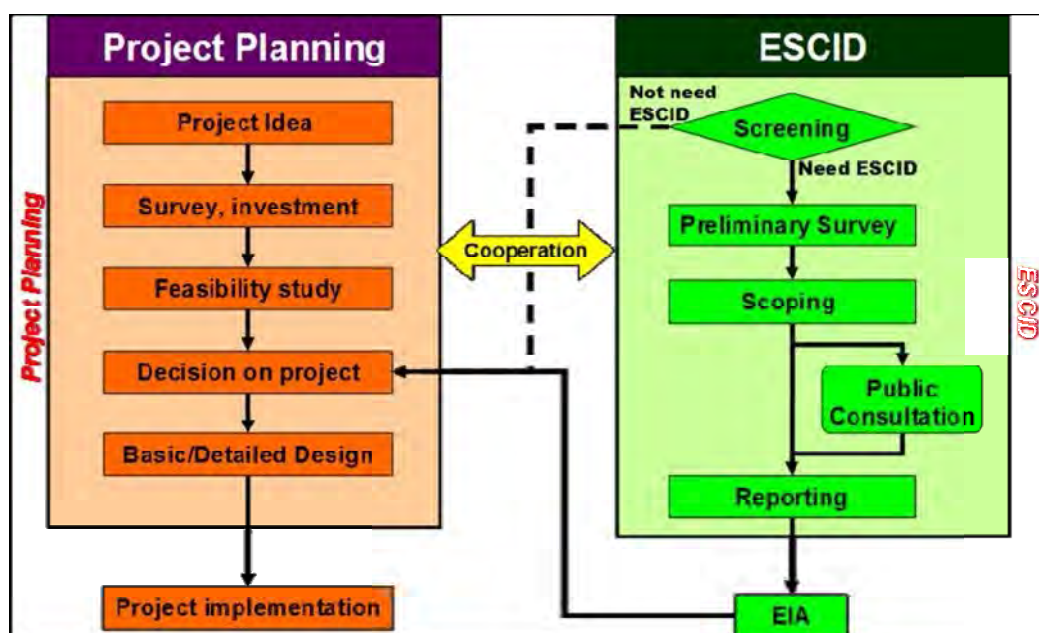 Project Planning
Project Idea
Survey, investment
Feasibility study
Decision on project
Basic/Detailed Design
Project implementation
Project Planning
Cooperation
ESCID
Not need
ESCID
Screening
Need ESCID
Preliminary Survey
Scoping
Public
Consultation
Reporting
EIA
ESCID